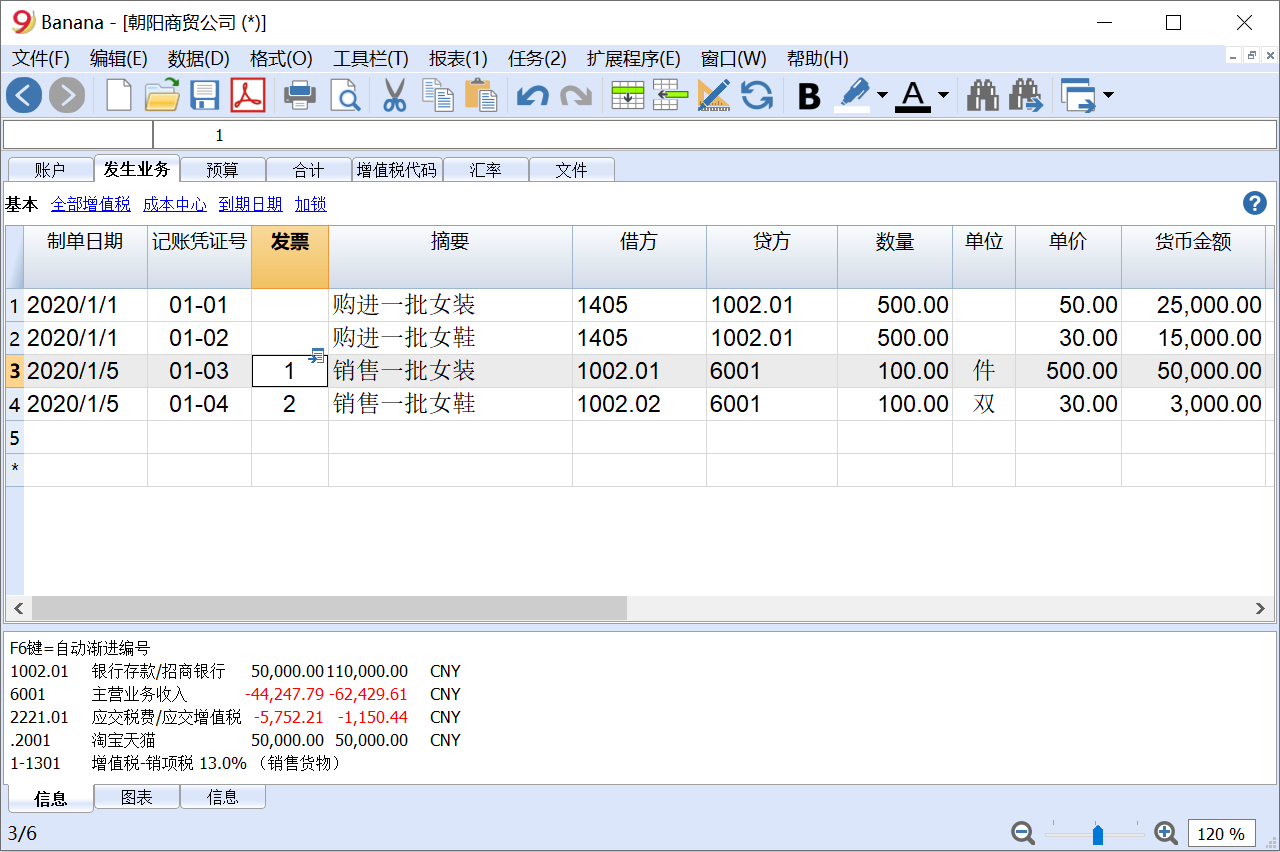 Banana - [朝阳商贸公司 (*)]
文件(F) 编辑(E) 数据(D) 格式(O) 工具栏(T) 报表(1) 任务(2) 扩展程序(E) 窗口(W) 帮助(H)
B A
1
账户 发生业务 预算 合计 增值税代码 汇率 文件
基本 全部增值税 成本中心 到期日期 加锁 ?
制单日期 记账凭证号 发票 摘要 借方 贷方 数量 单位 单价 货币金额
1 2020/1/1 01-01 购进一批女装 1405 1002.01 500.00 50.00 25,000.00
2 2020/1/1 01-02 购进一批女鞋 1405 1002.01 500.00 30.00 15,000.00
3 2020/1/5 01-03 1 销售一批女装 1002.01 6001 100.00 件 500.00 50,000.00
4 2020/1/5 01-04 2 销售一批女鞋 1002.02 6001 100.00 双 30.00 3,000.00
5
*
F6键=自动渐进编号
1002.01 银行存款/招商银行 50,000.00 110,000.00 CNY
6001 主营业务收入 -44,247.79 -62,429.61 CNY
2221.01 应交税费/应交增值税 -5,752.21 -1,150.44 CNY
.2001 淘宝天猫 50,000.00 50,000.00 CNY
1-1301 增值税-销项税 13.0% （销售货物）
信息 图表 信息
3/6 120 %